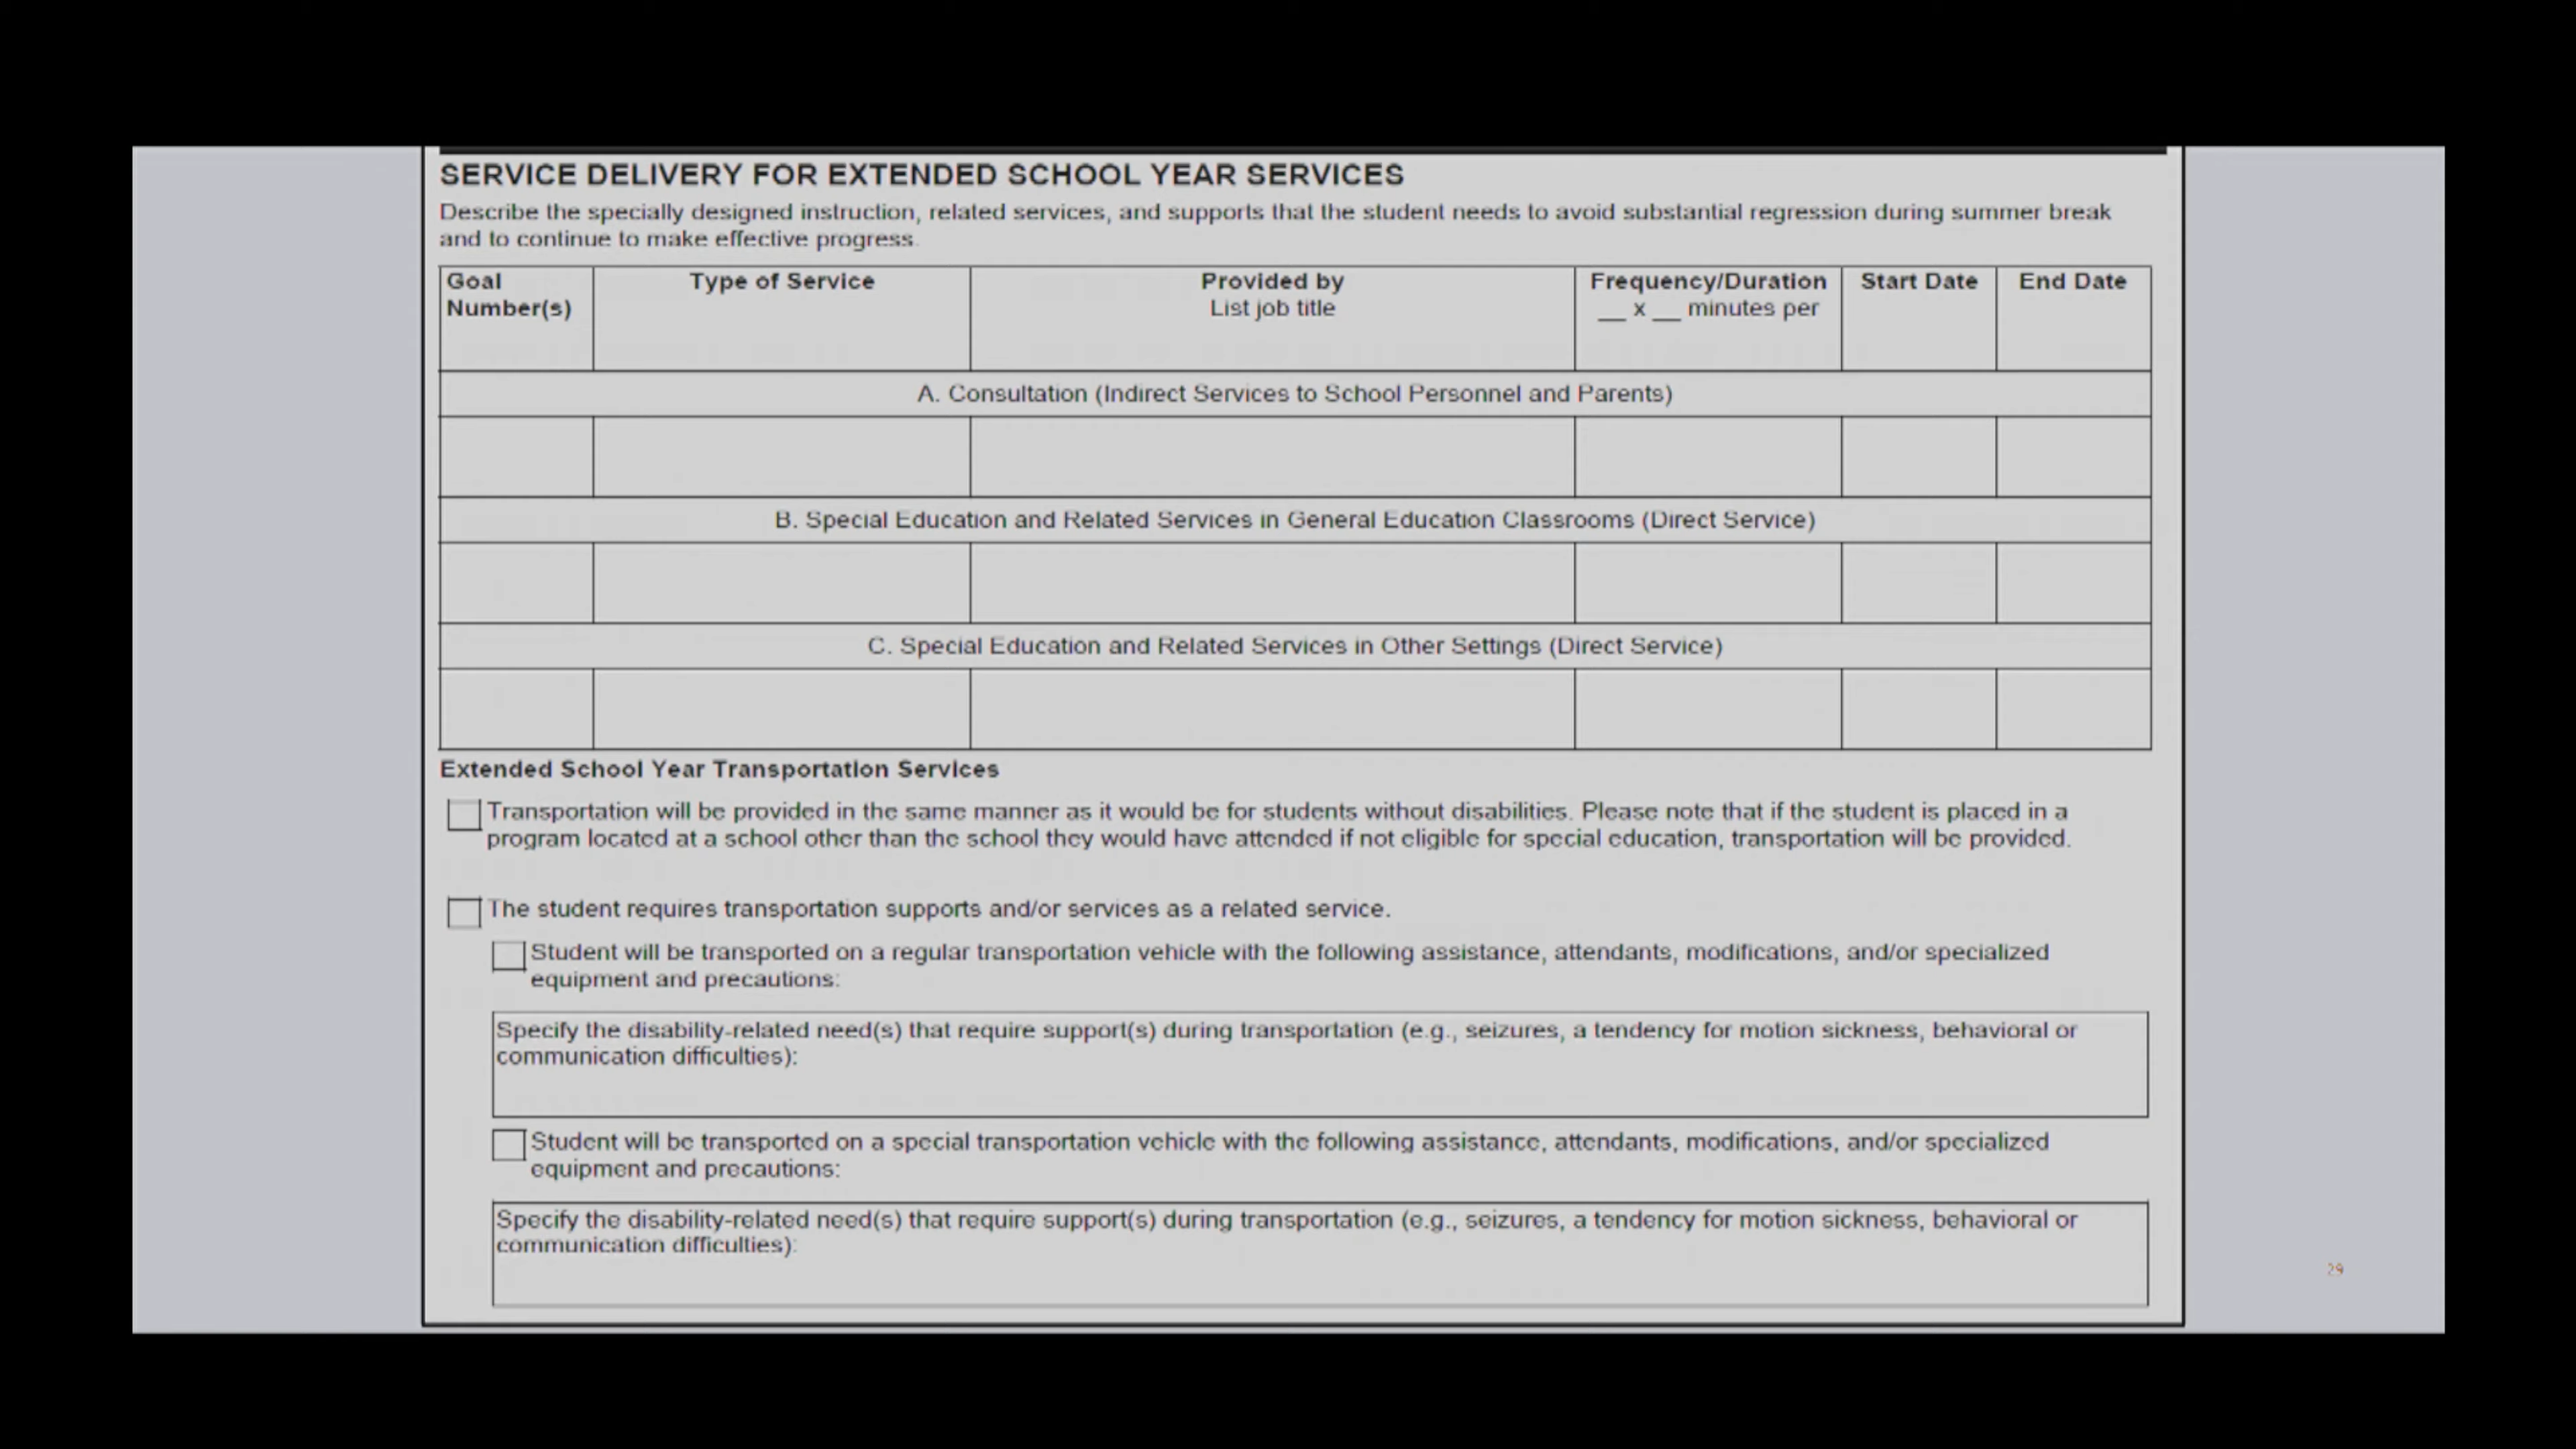 SERVICE DELIVERY FOR EXTENDED SCHOOL YEAR SERVICES
Describe the specially designed instruction, related services, and supports that the student needs to avoid substantial regression during summer break
and to continue to make effective progress.
Goal
Number(s)
Type of Service
Provided by
List job title
Frequency/Duration
__ x __ minutes per
Start Date
End Date
A. Consultation (Indirect Services to School Personnel and Parents)
B. Special Education and Related Services in General Education Classrooms (Direct Service)
C. Special Education and Related Services in Other Settings (Direct Service)
Extended School Year Transportation Services
Transportation will be provided in the same manner as it would be for students without disabilities. Please note that if the student is placed in a
program located at a school other than the school they would have attended if not eligible for special education, transportation will be provided.
The student requires transportation supports and/or services as a related service.
Student will be transported on a regular transportation vehicle with the following assistance, attendants, modifications, and/or specialized
equipment and precautions:
Specify the disability-related need(s) that require support(s) during transportation (e.g., seizures, a tendency for motion sickness, behavioral or
communication difficulties):
Student will be transported on a special transportation vehicle with the following assistance, attendants, modifications, and/or specialized
equipment and precautions:
Specify the disability-related need(s) that require support(s) during transportation (e.g., seizures, a tendency for motion sickness, behavioral or
communication difficulties):
29